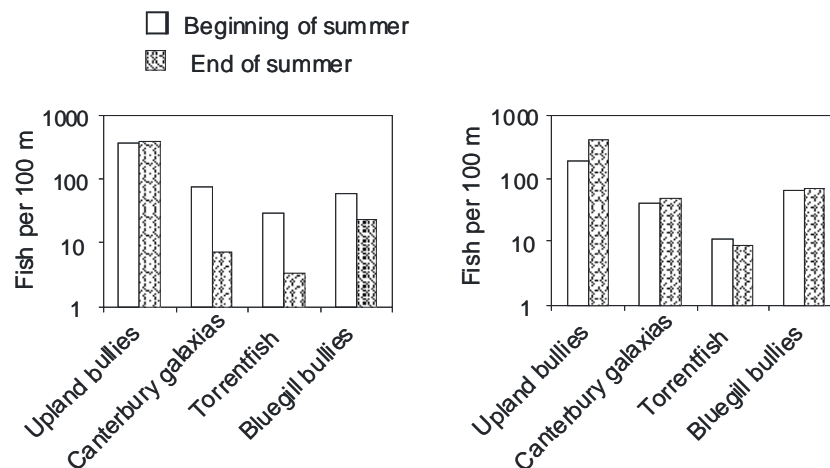 Beginning of summer
End of summer
Fish per 100 m
1000
100
10
1
Upland bullies
Canterbury galaxias
Torrentfish
Bluegill bullies
Fish per 100 m
1000
100
10
1
Upland bullies
Canterbury galaxias
Torrentfish
Bluegill bullies